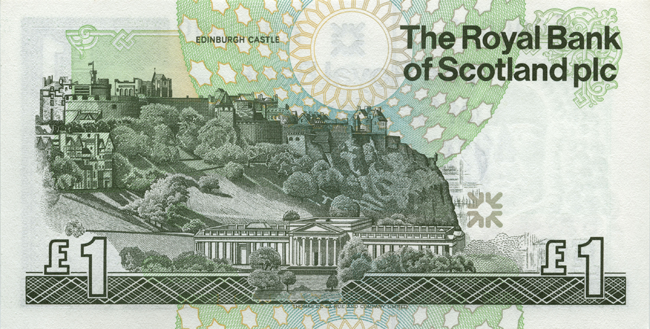 EDINBURGH CASTLE
The Royal Bank
of Scotland plc
£1
£1
THOMAS DE LA RUE AND COMPANY LIMITED